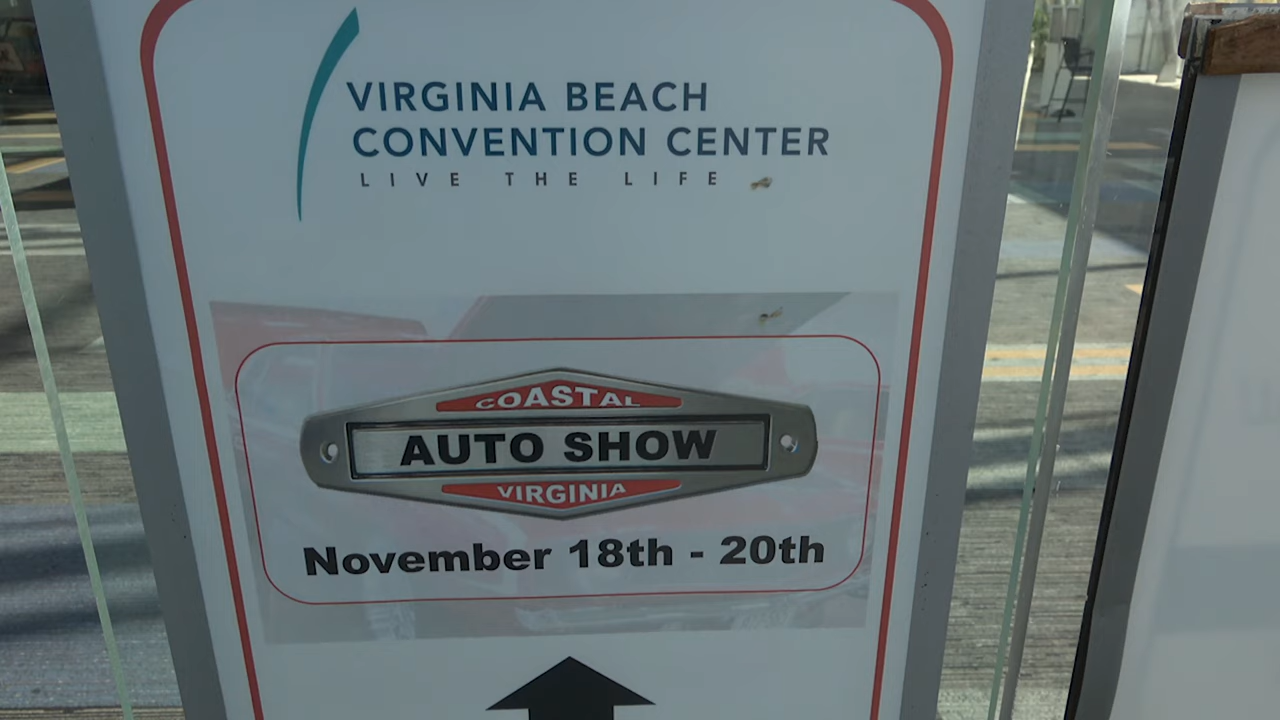 VIRGINIA BEACH
CONVENTION CENTER
LIVE THE LIFE
COASTAL
AUTO SHOW
VIRGINIA
November 18th - 20th